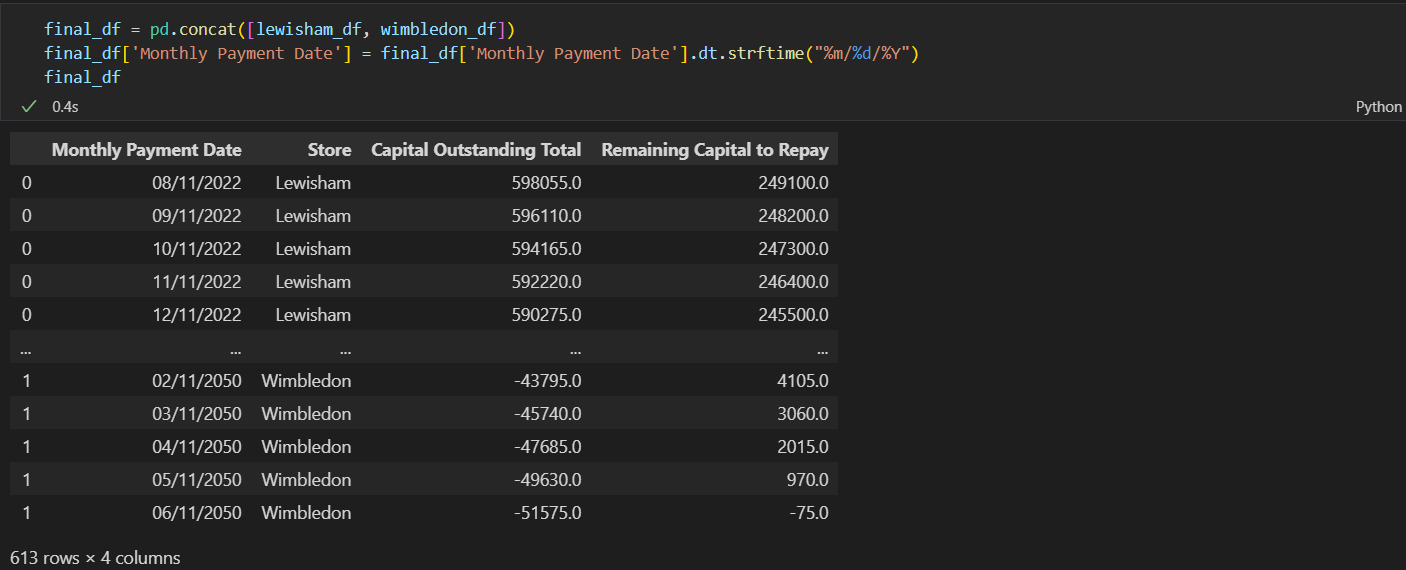 final_df = pd.concat([lewisham_df, wimbledon_df])
final_df['Monthly Payment Date'] = final_df['Monthly Payment Date'].dt.strftime("%m/%d/%Y")
final_df
✓ 0.4s Python
Monthly Payment Date Store Capital Outstanding Total Remaining Capital to Repay
0 08/11/2022 Lewisham 598055.0 249100.0
0 09/11/2022 Lewisham 596110.0 248200.0
0 10/11/2022 Lewisham 594165.0 247300.0
0 11/11/2022 Lewisham 592220.0 246400.0
0 12/11/2022 Lewisham 590275.0 245500.0
... ... ... ... ...
1 02/11/2050 Wimbledon -43795.0 4105.0
1 03/11/2050 Wimbledon -45740.0 3060.0
1 04/11/2050 Wimbledon -47685.0 2015.0
1 05/11/2050 Wimbledon -49630.0 970.0
1 06/11/2050 Wimbledon -51575.0 -75.0
613 rows × 4 columns